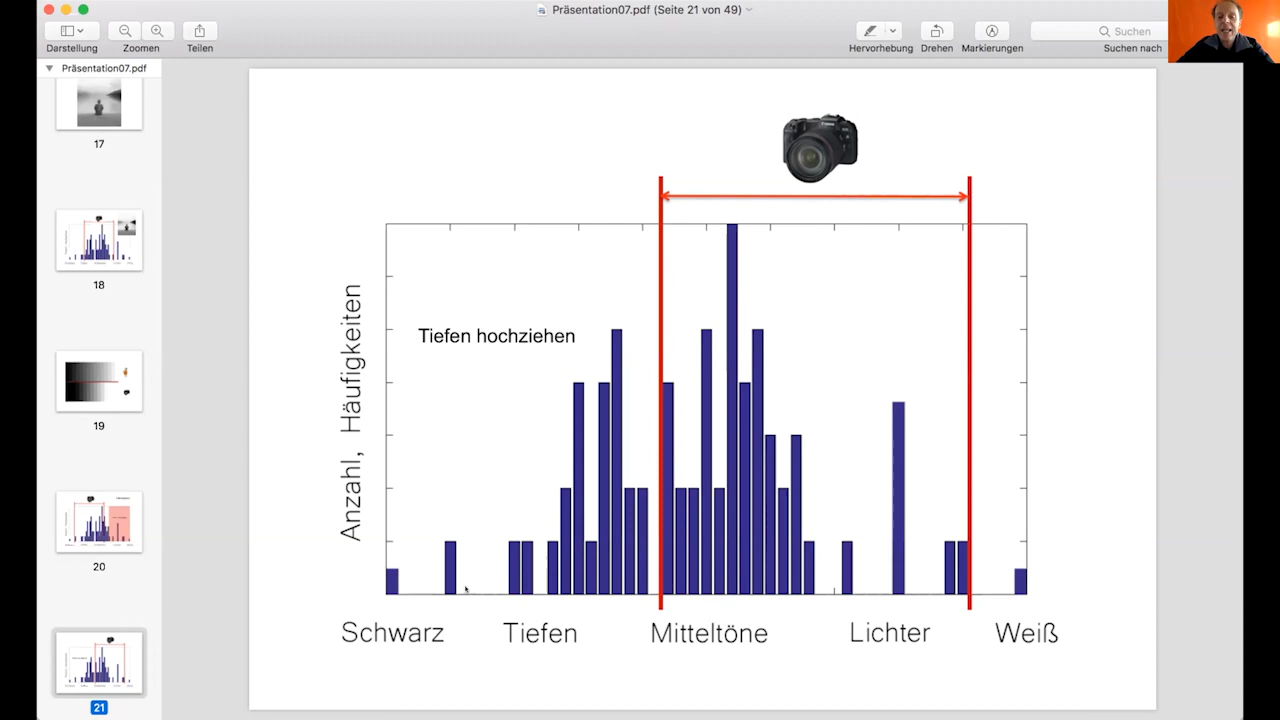 Präsentation07.pdf (Seite 21 von 49)
Darstellung
Zoomen
Teilen
Hervorhebung
Drehen
Markierungen
Suchen
Suchen nach
Präsentation07.pdf
17
18
19
20
21
Tiefen hochziehen
Anzahl, Häufigkeiten
Schwarz
Tiefen
Mitteltöne
Lichter
Weiß